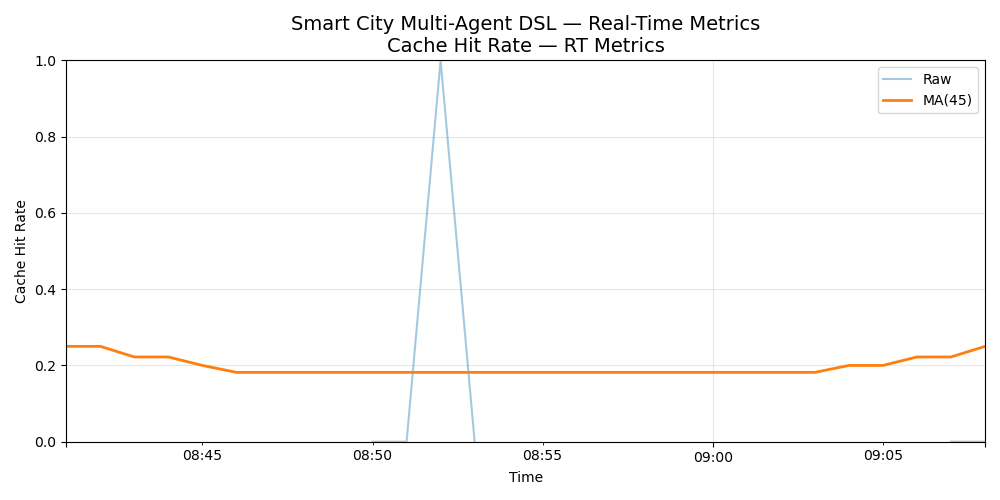 Smart City Multi-Agent DSL — Real-Time Metrics
Cache Hit Rate — RT Metrics
Raw
MA(45)
Cache Hit Rate
1.0
0.8
0.6
0.4
0.2
0.0
08:45
08:50
08:55
09:00
09:05
Time